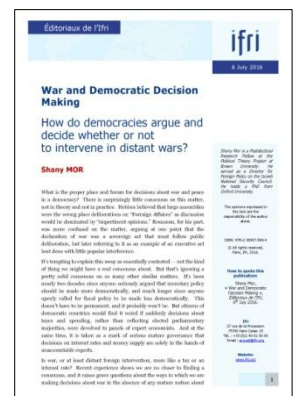 Éditoriaux de l'Ifri
ifri
6 July 2016
War and Democratic Decision
Making
How do democracies argue and
decide whether or not
to intervene in distant wars?
Shany MOR
What is the proper place and forum for decisions about war and peace
in a democracy? There is surprisingly little consensus on this matter,
not in theory and not in practice. Hobbes believed that large assemblies
were the wrong place deliberations on "Foreign Affaires" as discussion
would be dominated by "impertinent opinions." Rousseau, for his part,
was more confused on the matter, arguing at one point that the
declaration of war was a sovereign act that must follow public
deliberation, but later referring to it as an example of an executive act
best done with little popular interference.
It's tempting to explain this away as essentially contested – not the kind
of thing we might have a real consensus about. But that's ignoring a
pretty solid consensus on so many other similar matters. It's been
nearly two decades since anyone seriously argued that monetary policy
should be made more democratically, and much longer since anyone
openly called for fiscal policy to be made less democratically. This
doesn't have to be permanent, and it probably won't be. But citizens of
democratic countries would find it weird if suddenly decisions about
taxes and spending, rather than reflecting elected parliamentary
majorities, were devolved to panels of expert economists. And at the
same time, it is taken as a mark of serious mature governance that
decisions on interest rates and money supply are solely in the hands of
unaccountable experts.
Is war, or at least distant foreign intervention, more like a tax or an
interest rate? Recent experience shows we are no closer to finding a
consensus, and it raises grave questions about the ways in which we are
making decisions about war in the absence of any mature notion about
Shany Mor is a Postdoctoral
Research Fellow at the
Political Theory Project at
Brown University. He
served as a Director for
Foreign Policy on the Israeli
National Security Council.
He holds a PhD from
Oxford University.
The opinions expressed in
this text are the
responsibility of the author
alone.
© All rights reserved,
Paris, Ifri, 2016.
How to quote this
publication:
Shany Mor,
« War and Democratic
Decision Making »,
Éditoriaux de l'Ifri,
6 July 2016.
Ifri
27 rue de la Procession
75740 Paris Cedex 15
Website:
www.ifri.org
1